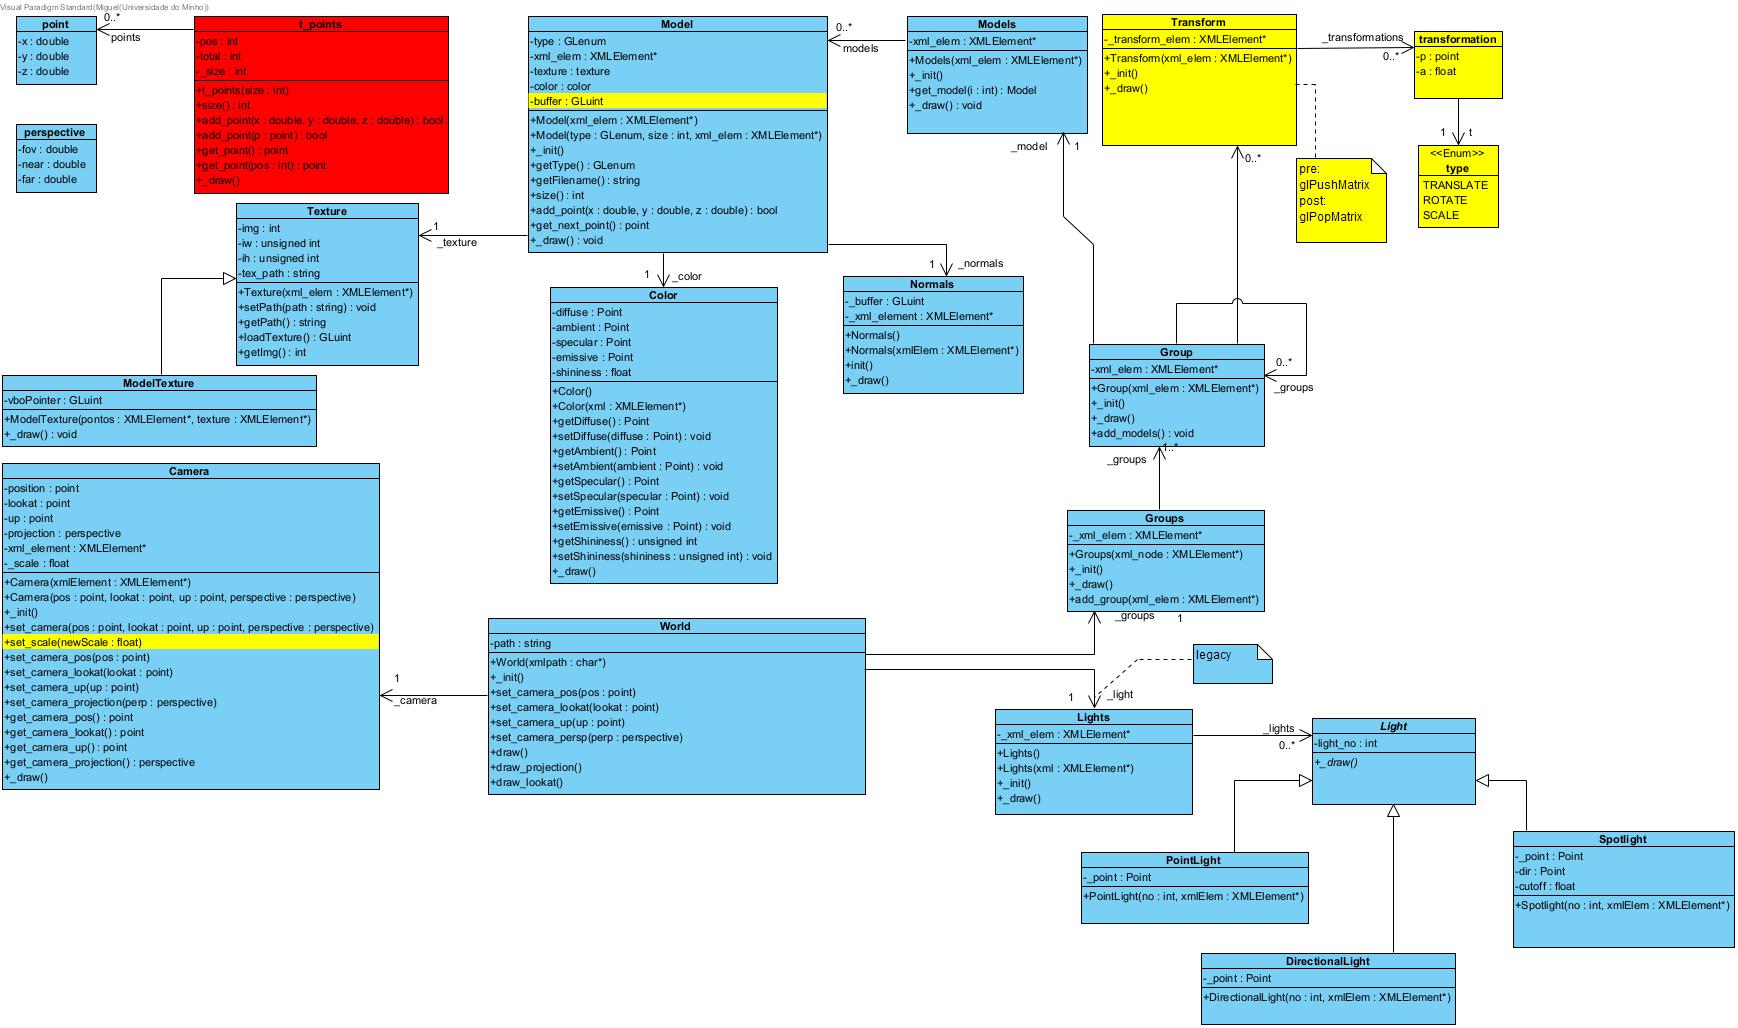 Visual Paradigm Standard(Miguel(Universidade do Minho))
point
-x : double
-y : double
-z : double
0..*
points
t_points
-pos : int
-total : int
-_size : int
+t_points(size : int)
+size() : int
+add_point(x : double, y : double, z : double) : bool
+add_point(p : point) : bool
+get_point() : point
+get_point(pos : int) : point
+_draw()
perspective
-fov : double
-near : double
-far : double
Model
-type : GLenum
-xml_elem : XMLElement*
-texture : texture
-color : color
-buffer : GLuint
+Model(xml_elem : XMLElement*)
+Model(type : GLenum, size : int, xml_elem : XMLElement*)
+_init()
+getType() : GLenum
+getFilename() : string
+size() : int
+add_point(x : double, y : double, z : double) : bool
+get_next_point() : point
+_draw() : void
0..*
models
Models
-xml_elem : XMLElement*
+Models(xml_elem : XMLElement*)
+_init()
+get_model(i : int) : Model
+_draw() : void
_model
1
Transform
-_transform_elem : XMLElement*
+Transform(xml_elem : XMLElement*)
+_init()
+_draw()
_transformations
0..*
transformation
-p : point
-a : float
1
t
<<Enum>>
type
TRANSLATE
ROTATE
SCALE
0..*
pre:
glPushMatrix
post:
glPopMatrix
Texture
-img : int
-iw : unsigned int
-ih : unsigned int
-tex_path : string
+Texture(xml_elem : XMLElement*)
+setPath(path : string) : void
+getPath() : string
+loadTexture() : GLuint
+getImg() : int
1
_texture
1
_color
1
_normals
Color
-diffuse : Point
-ambient : Point
-specular : Point
-emissive : Point
-shininess : float
+Color()
+Color(xml : XMLElement*)
+getDiffuse() : Point
+setDiffuse(diffuse : Point) : void
+getAmbient() : Point
+setAmbient(ambient : Point) : void
+getSpecular() : Point
+setSpecular(specular : Point) : void
+getEmissive() : Point
+setEmissive(emissive : Point) : void
+getShininess() : unsigned int
+setShininess(shininess : unsigned int) : void
+_draw()
Normals
-_buffer : GLuint
-_xml_element : XMLElement*
+Normals()
+Normals(xmlElem : XMLElement*)
+init()
+_draw()
Group
-xml_elem : XMLElement*
+Group(xml_elem : XMLElement*)
+_init()
+_draw()
+add_models() : void
0..*
_groups
1..*
_groups
ModelTexture
-vboPointer : GLuint
+ModelTexture(pontos : XMLElement*, texture : XMLElement*)
+_draw() : void
Camera
-position : point
-lookat : point
-up : point
-projection : perspective
-xml_element : XMLElement*
-_scale : float
+Camera(xmlElement : XMLElement*)
+Camera(pos : point, lookat : point, up : point, perspective : perspective)
+_init()
+set_camera(pos : point, lookat : point, up : point, perspective : perspective)
+set_scale(newScale : float)
+set_camera_pos(pos : point)
+set_camera_lookat(lookat : point)
+set_camera_up(up : point)
+set_camera_projection(perp : perspective)
+get_camera_pos() : point
+get_camera_lookat() : point
+get_camera_up() : point
+get_camera_projection() : perspective
+_draw()
1
_camera
Groups
-_xml_elem : XMLElement*
+Groups(xml_node : XMLElement*)
+_init()
+_draw()
+add_group(xml_elem : XMLElement*)
_groups
1
World
-path : string
+World(xmlpath : char*)
+_init()
+set_camera_pos(pos : point)
+set_camera_lookat(lookat : point)
+set_camera_up(up : point)
+set_camera_persp(perp : perspective)
+draw()
+draw_projection()
+draw_lookat()
legacy
1
_light
Lights
-_xml_elem : XMLElement*
+Lights()
+Lights(xml : XMLElement*)
+_init()
+_draw()
_lights
0..*
Light
-light_no : int
+_draw()
PointLight
-_point : Point
+PointLight(no : int, xmlElem : XMLElement*)
Spotlight
-_point : Point
-dir : Point
-cutoff : float
+Spotlight(no : int, xmlElem : XMLElement*)
DirectionalLight
-_point : Point
+DirectionalLight(no : int, xmlElem : XMLElement*)